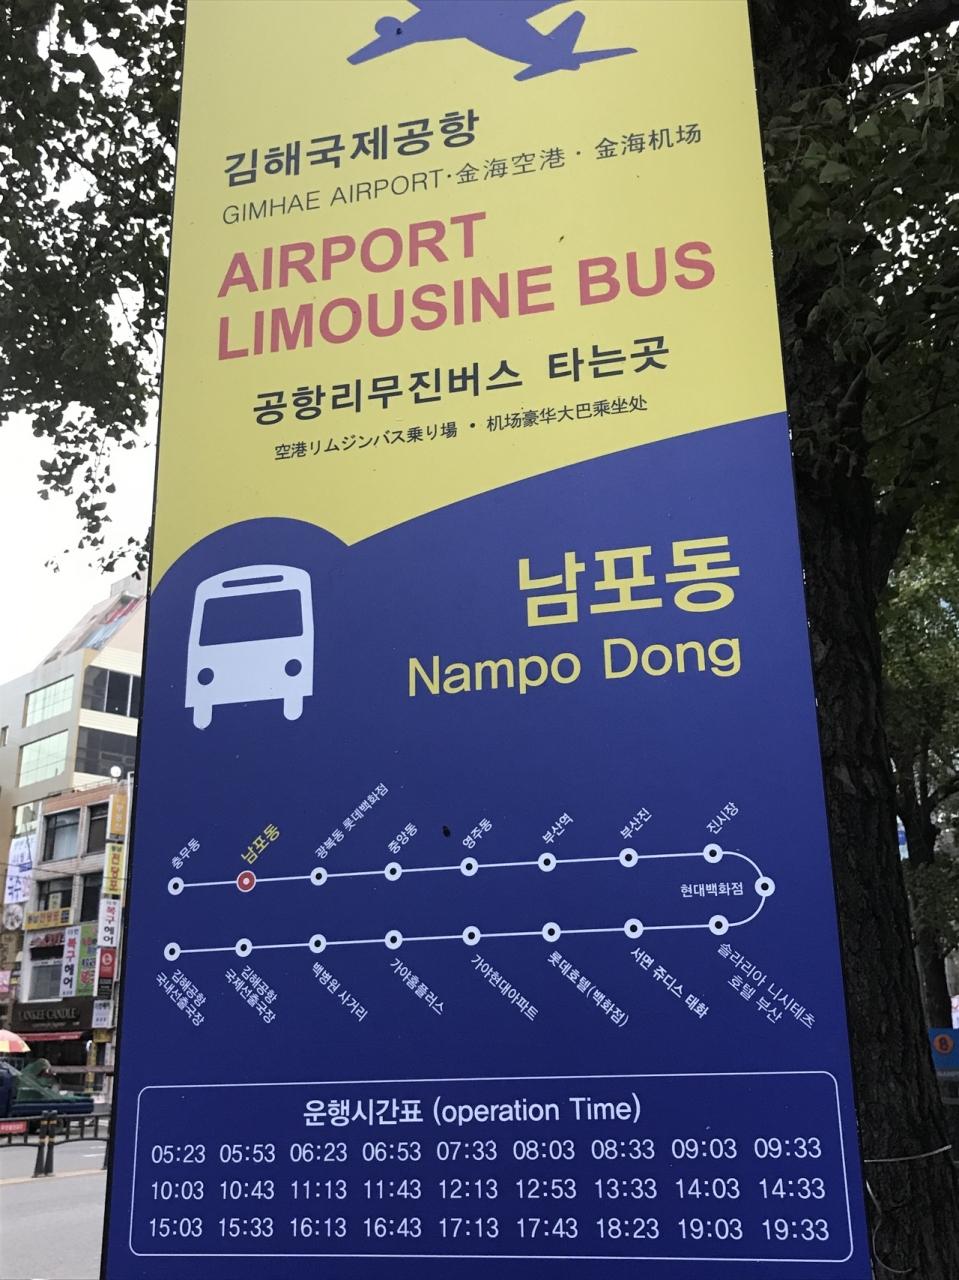 김해국제공항
GIMHAE AIRPORT·金海空港·金海机场
AIRPORT
LIMOUSINE BUS
공항리무진버스 타는곳
空港リムジンバス乗り場 · 机场豪华大巴乘坐处
남포동
Nampo Dong
충무동
남포동
광복동 롯데백화점
중앙동
영주동
부산역
부산진
진시장
현대백화점
김해공항
국내선출국장
김해공항
국제선출국장
백병원 사거리
가야홈플러스
가야현대아파트
롯데호텔(백화점)
서면 쥬디스 태화
솔라리아 니시테츠
호텔 부산
운행시간표 (operation Time)
05:23 05:53 06:23 06:53 07:33 08:03 08:33 09:03 09:33
10:03 10:43 11:13 11:43 12:13 12:53 13:33 14:03 14:33
15:03 15:33 16:13 16:43 17:13 17:43 18:23 19:03 19:33
YANKEE CANDLE
복구헤어
8